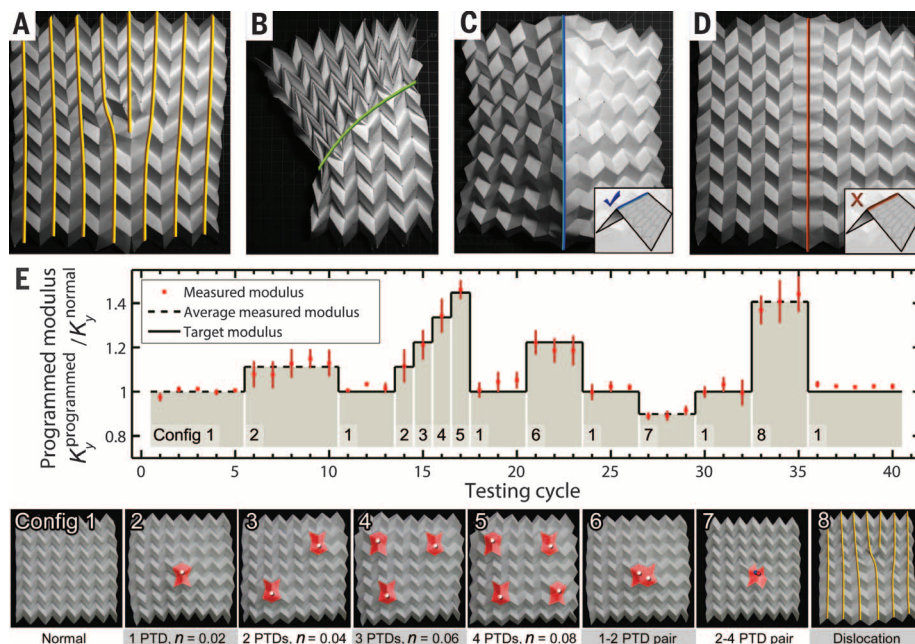 A
B
C
D
E
Programmed modulus
K_y^programmed / K_y^normal
1.4
1.2
1
0.8
Measured modulus
Average measured modulus
Target modulus
Config 1
2
1
2
3
4
5
1
6
1
7
1
8
1
0
5
10
15
20
25
30
35
40
Testing cycle
Config 1
2
3
4
5
6
7
8
Normal
1 PTD, n = 0.02
2 PTDs, n = 0.04
3 PTDs, n = 0.06
4 PTDs, n = 0.08
1-2 PTD pair
2-4 PTD pair
Dislocation